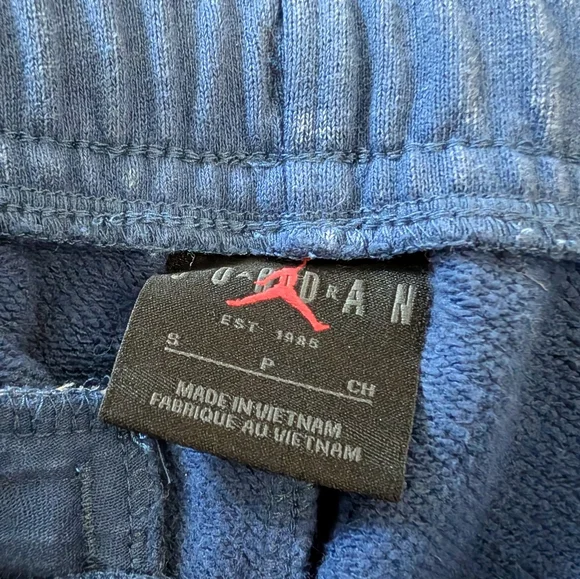 JORDAN
EST 1985
S P CH
MADE IN VIETNAM
FABRIQUE AU VIETNAM